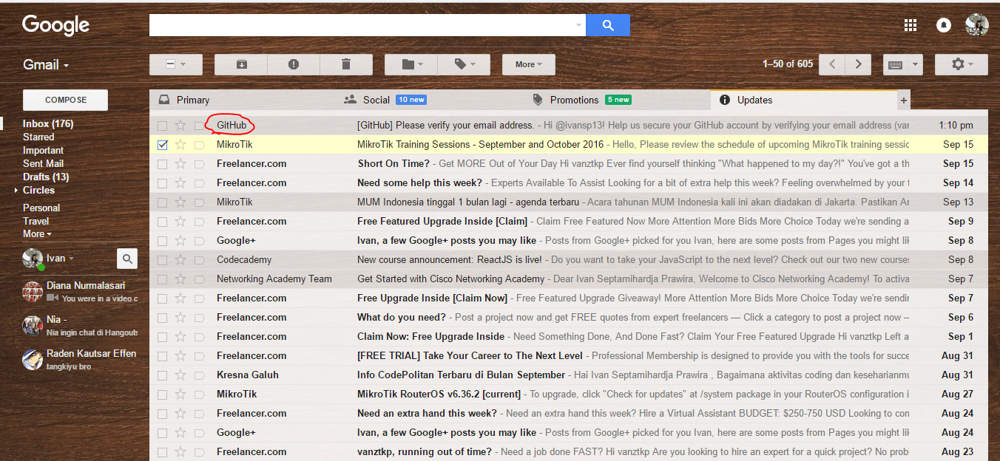 Google
Gmail
More
1–50 of 605
COMPOSE
Inbox (176)
Starred
Important
Sent Mail
Drafts (13)
Circles
Personal
Travel
More
Ivan
Diana Nurmalasari
You were in a video c
Nia -
Nia ingin chat di Hangouts
Raden Kautsar Effen
tangkiyu bro
Primary Social 10 new Promotions 5 new Updates +
GitHub [GitHub] Please verify your email address. - Hi @ivansp13! Help us secure your GitHub account by verifying your email address (var 1:10 pm
MikroTik MikroTik Training Sessions - September and October 2016 - Hello, Please review the schedule of upcoming MikroTik training sessic Sep 15
Freelancer.com Short On Time? - Get MORE Out of Your Day Hi vanztkp Ever find yourself thinking "What happened to my day?!" You've got a th Sep 15
Freelancer.com Need some help this week? - Experts Available To Assist Looking for a bit of extra help this week? Feeling overwhelmed by your t Sep 14
MikroTik MUM Indonesia tinggal 1 bulan lagi - agenda terbaru - Acara tahunan MUM Indonesia kali ini akan diadakan di Jakarta. Pastikan Ar Sep 13
Freelancer.com Free Featured Upgrade Inside [Claim] - Claim Free Featured Now More Attention More Bids More Choice Today we're sending a Sep 9
Google+ Ivan, a few Google+ posts you may like - Posts from Google+ picked for you Ivan, here are some posts from Pages you might lik Sep 8
Codecademy New course announcement: ReactJS is live! - Do you want to take your JavaScript to the next level? Check out our two new courses Sep 8
Networking Academy Team Get Started with Cisco Networking Academy - Dear Ivan Septamihardja Prawira, Welcome to Cisco Networking Academy! To activa Sep 7
Freelancer.com Free Upgrade Inside [Claim Now] - Free Featured Upgrade Giveaway! More Attention More Bids More Choice Today we're sendin Sep 7
Freelancer.com What do you need? - Post a project now and get FREE quotes from expert freelancers — Click a category to post a project now – Sep 6
Freelancer.com Claim Now: Free Upgrade Inside - Need Something Done, And Done Fast? Claim Your Free Featured Upgrade Hi vanztkp Left a Sep 1
Freelancer.com [FREE TRIAL] Take Your Career to The Next Level - Professional Membership is designed to provide you with the tools for succe Aug 31
Kresna Galuh Info CodePolitan Terbaru di Bulan September - Hai Ivan Septamihardja Prawira , Bagaimana aktivitas coding dan keseharianmu Aug 31
MikroTik MikroTik RouterOS v6.36.2 [current] - To upgrade, click "Check for updates" at /system package in your RouterOS configuration i Aug 27
Freelancer.com Need an extra hand this week? - Need an extra hand this week? Hire a Virtual Assistant BUDGET: $250-750 USD Looking to con Aug 24
Google+ Ivan, a few Google+ posts you may like - Posts from Google+ picked for you Ivan, here are some posts from Pages you might lik Aug 24
Freelancer.com vanztkp, running out of time? - Need a job done FAST? Hi vanztkp Are you looking to hire an expert for a quick project? No probl Aug 23